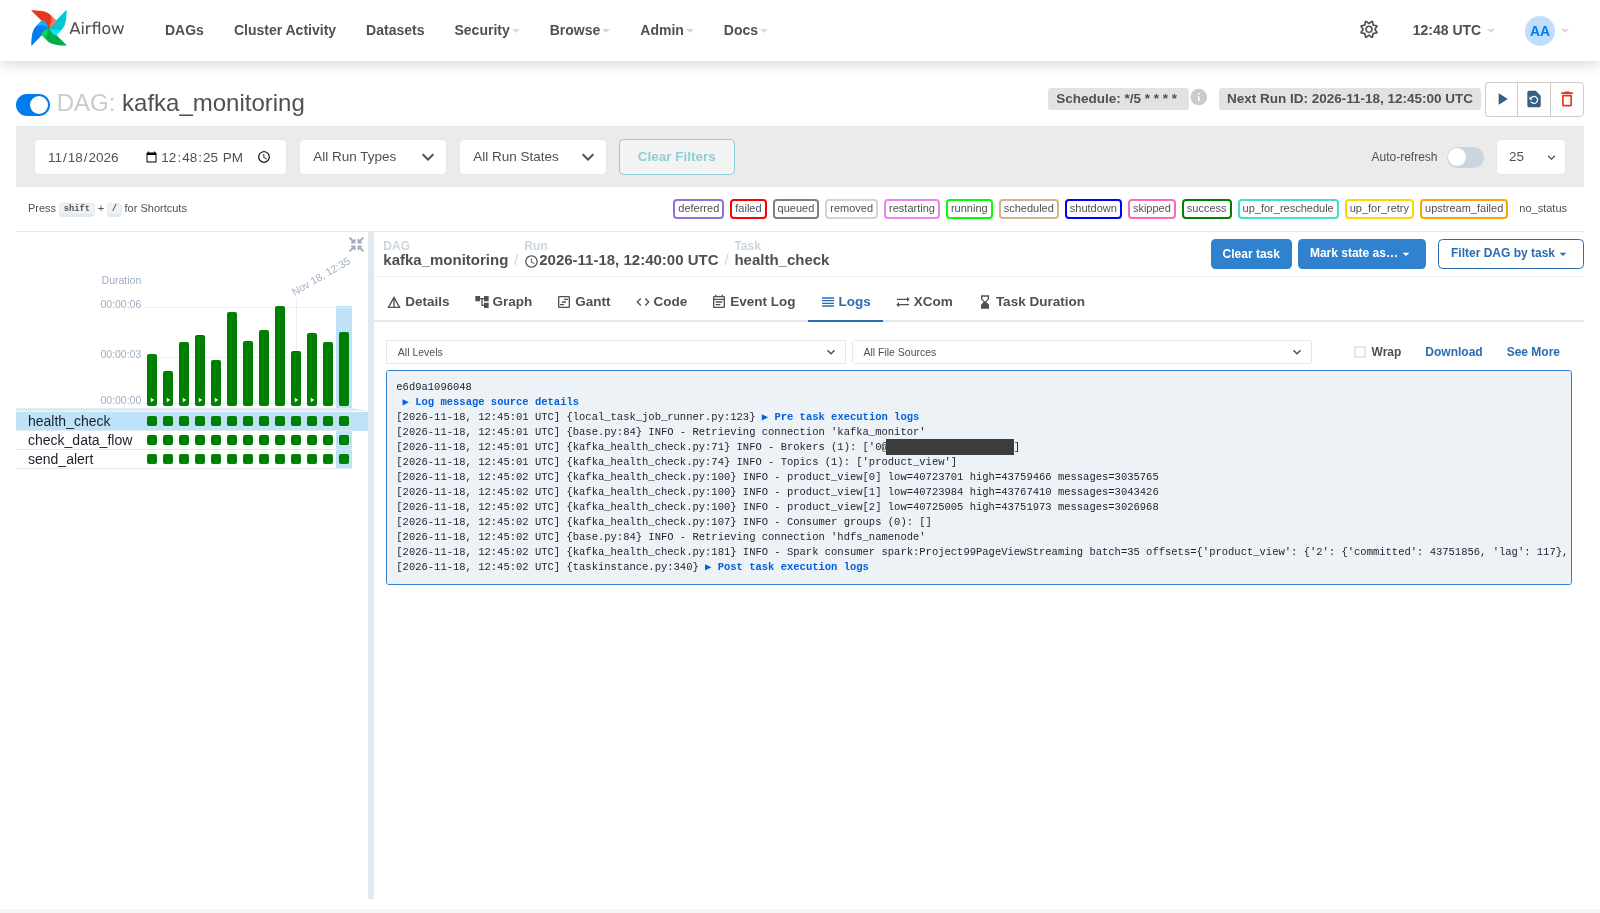 Airflow DAGs Cluster Activity Datasets Security Browse Admin Docs 12:48 UTC AA
DAG: kafka_monitoring Schedule: */5 * * * * i Next Run ID: 2026-11-18, 12:45:00 UTC
11/18/2026 12:48:25 PM All Run Types All Run States Clear Filters Auto-refresh 25
Press shift + / for Shortcuts deferred failed queued removed restarting running scheduled shutdown skipped success up_for_reschedule up_for_retry upstream_failed no_status
DAG Run Task
kafka_monitoring / 2026-11-18, 12:40:00 UTC / health_check
Clear task Mark state as... Filter DAG by task
Nov 18, 12:35
Duration
00:00:06
00:00:03
00:00:00
health_check
check_data_flow
send_alert
Details Graph Gantt Code Event Log Logs XCom Task Duration
All Levels All File Sources Wrap Download See More
e6d9a1096048
▶ Log message source details
[2026-11-18, 12:45:01 UTC] {local_task_job_runner.py:123} ▶ Pre task execution logs
[2026-11-18, 12:45:01 UTC] {base.py:84} INFO - Retrieving connection 'kafka_monitor'
[2026-11-18, 12:45:01 UTC] {kafka_health_check.py:71} INFO - Brokers (1): ['0@ ]
[2026-11-18, 12:45:01 UTC] {kafka_health_check.py:74} INFO - Topics (1): ['product_view']
[2026-11-18, 12:45:02 UTC] {kafka_health_check.py:100} INFO - product_view[0] low=40723701 high=43759466 messages=3035765
[2026-11-18, 12:45:02 UTC] {kafka_health_check.py:100} INFO - product_view[1] low=40723984 high=43767410 messages=3043426
[2026-11-18, 12:45:02 UTC] {kafka_health_check.py:100} INFO - product_view[2] low=40725005 high=43751973 messages=3026968
[2026-11-18, 12:45:02 UTC] {kafka_health_check.py:107} INFO - Consumer groups (0): []
[2026-11-18, 12:45:02 UTC] {base.py:84} INFO - Retrieving connection 'hdfs_namenode'
[2026-11-18, 12:45:02 UTC] {kafka_health_check.py:181} INFO - Spark consumer spark:Project99PageViewStreaming batch=35 offsets={'product_view': {'2': {'committed': 43751856, 'lag': 117},
[2026-11-18, 12:45:02 UTC] {taskinstance.py:340} ▶ Post task execution logs